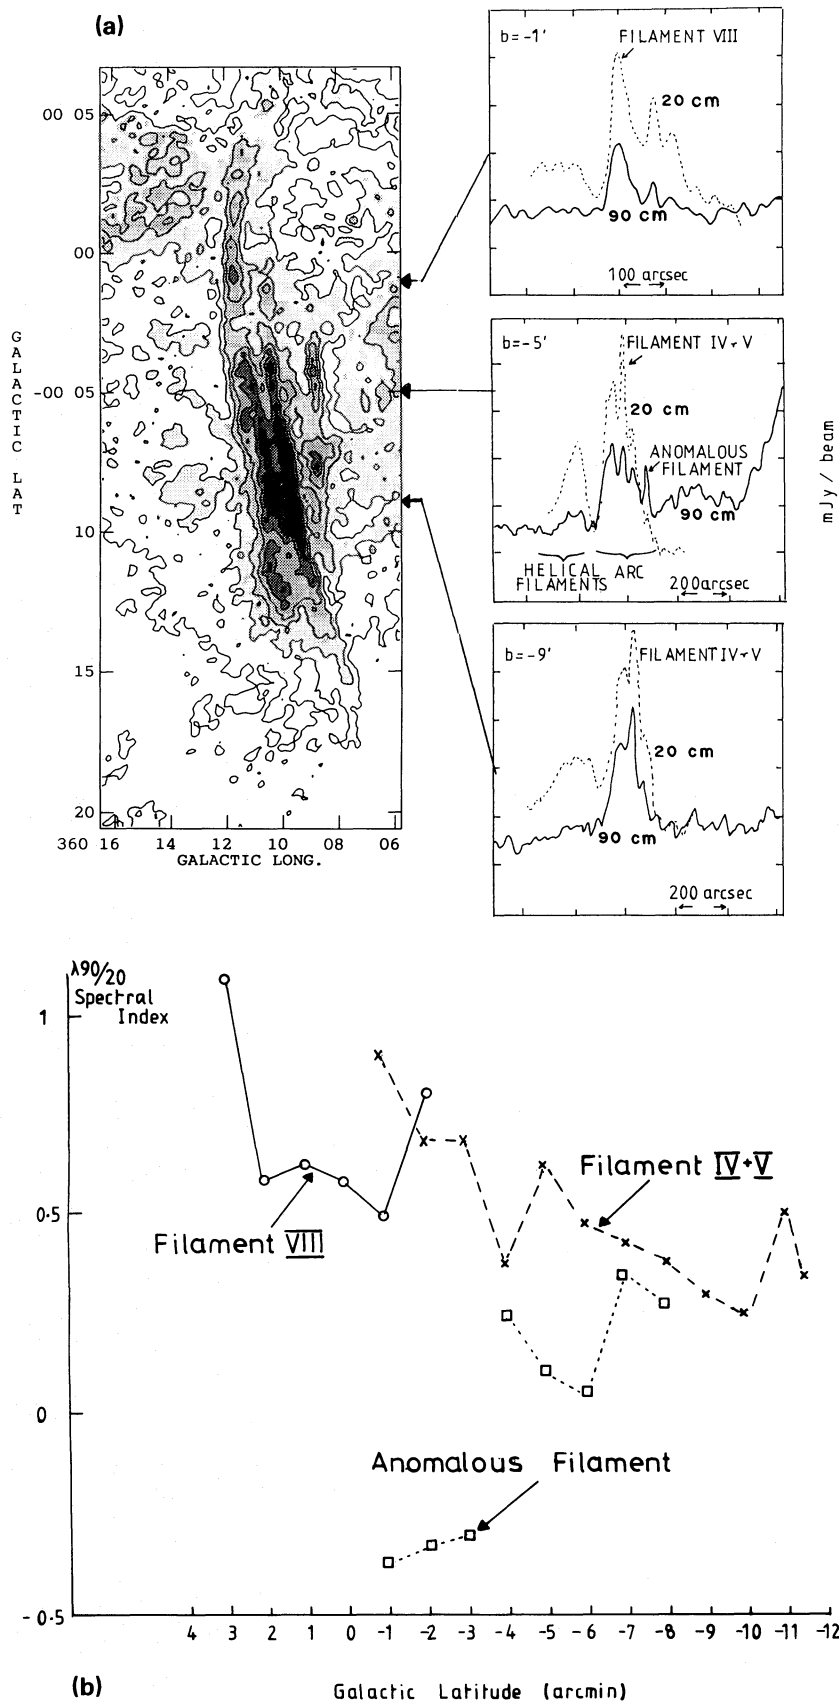 (a)
00 05
00
-00 05
10
15
20
GALACTIC LAT
360 16 14 12 10 08 06
GALACTIC LONG.
b=-1'
FILAMENT VIII
20 cm
90 cm
100 arcsec
b=-5'
FILAMENT IV+V
20 cm
ANOMALOUS
FILAMENT
90 cm
HELICAL
FILAMENTS
ARC
200arcsec
b=-9'
FILAMENT IV+V
20 cm
90 cm
200 arcsec
mJy / beam
λ90/20
Spectral
Index
1
0.5
0
-0.5
Filament VIII
Filament IV+V
Anomalous Filament
4 3 2 1 0 -1 -2 -3 -4 -5 -6 -7 -8 -9 -10 -11 -12
(b)
Galactic Latitude (arcmin)